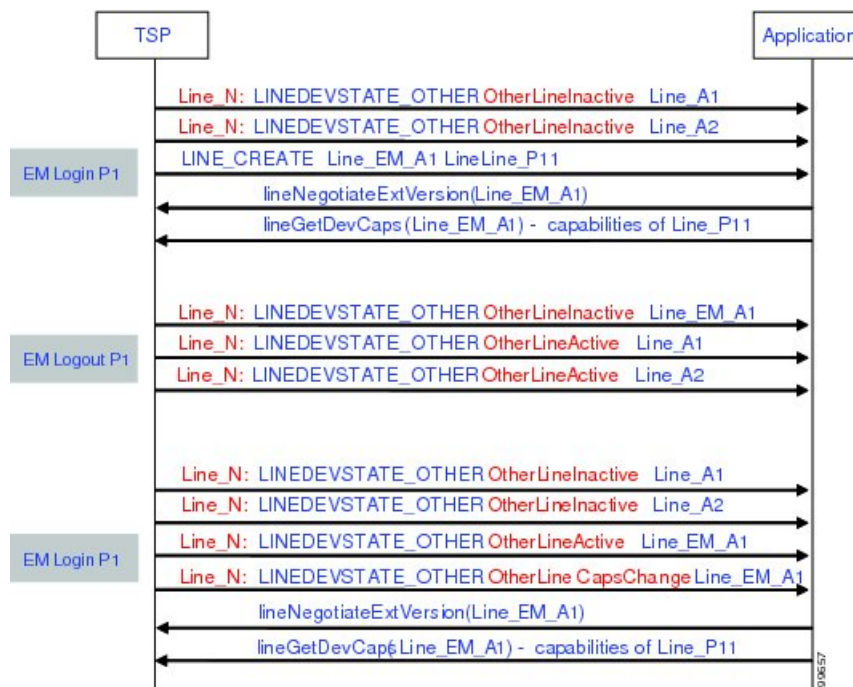 TSP
Application
Line_N: LINEDEVSTATE_OTHER OtherLineInactive Line_A1
Line_N: LINEDEVSTATE_OTHER OtherLineInactive Line_A2
EM Login P1
LINE_CREATE Line_EM_A1 LineLine_P11
lineNegotiateExtVersion(Line_EM_A1)
lineGetDevCaps(Line_EM_A1) - capabilities of Line_P11
Line_N: LINEDEVSTATE_OTHER OtherLineInactive Line_EM_A1
EM Logout P1
Line_N: LINEDEVSTATE_OTHER OtherLineActive Line_A1
Line_N: LINEDEVSTATE_OTHER OtherLineActive Line_A2
Line_N: LINEDEVSTATE_OTHER OtherLineInactive Line_A1
Line_N: LINEDEVSTATE_OTHER OtherLineInactive Line_A2
EM Login P1
Line_N: LINEDEVSTATE_OTHER OtherLineActive Line_EM_A1
Line_N: LINEDEVSTATE_OTHER OtherLine CapsChange Line_EM_A1
lineNegotiateExtVersion(Line_EM_A1)
lineGetDevCaps(Line_EM_A1) - capabilities of Line_P11
99657